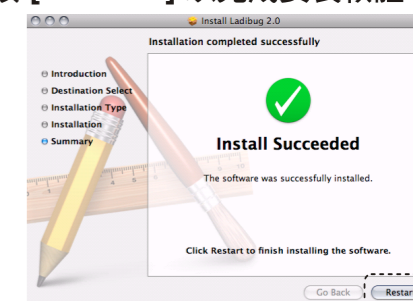 Install Ladibug 2.0
Installation completed successfully
Introduction
Destination Select
Installation Type
Installation
Summary
Install Succeeded
The software was successfully installed.
Click Restart to finish installing the software.
Go Back
Restar